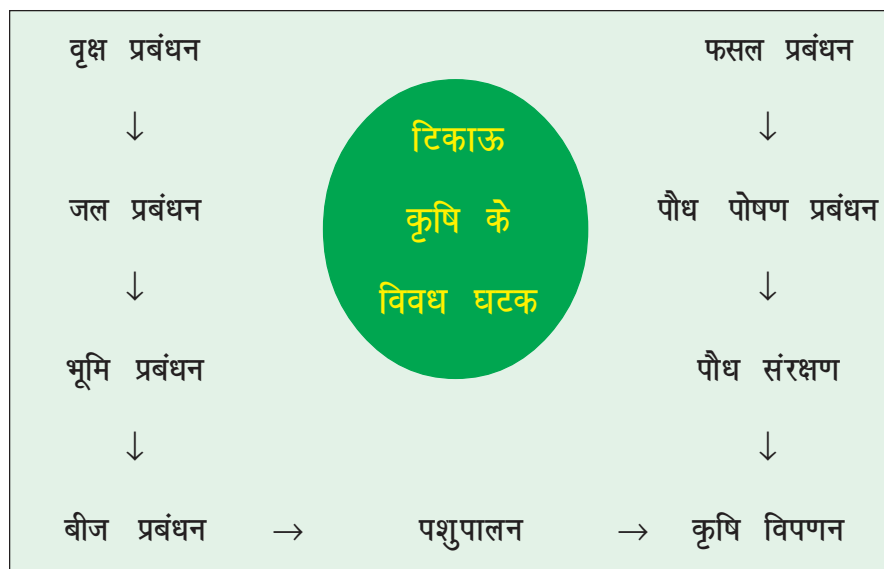 वृक्ष प्रबंधन
↓
जल प्रबंधन
↓
भूमि प्रबंधन
↓
बीज प्रबंधन → पशुपालन → कृषि विपणन
टिकाऊ
कृषि के
विवध घटक
फसल प्रबंधन
↓
पौध पोषण प्रबंधन
↓
पौध संरक्षण
↓